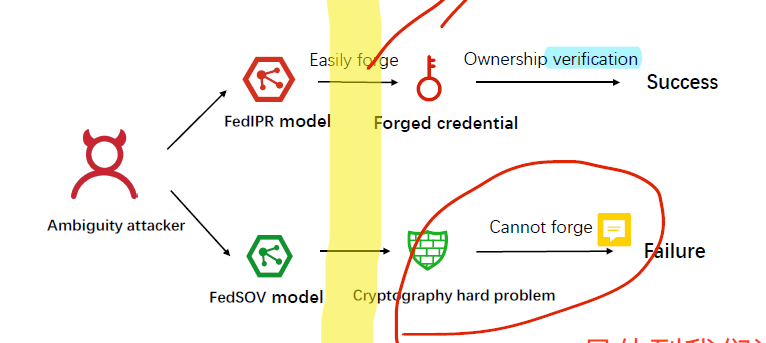 Easily forge
Ownership verification
Success
FedIPR model
Forged credential
Ambiguity attacker
Cannot forge
Failure
FedSOV model
Cryptography hard problem